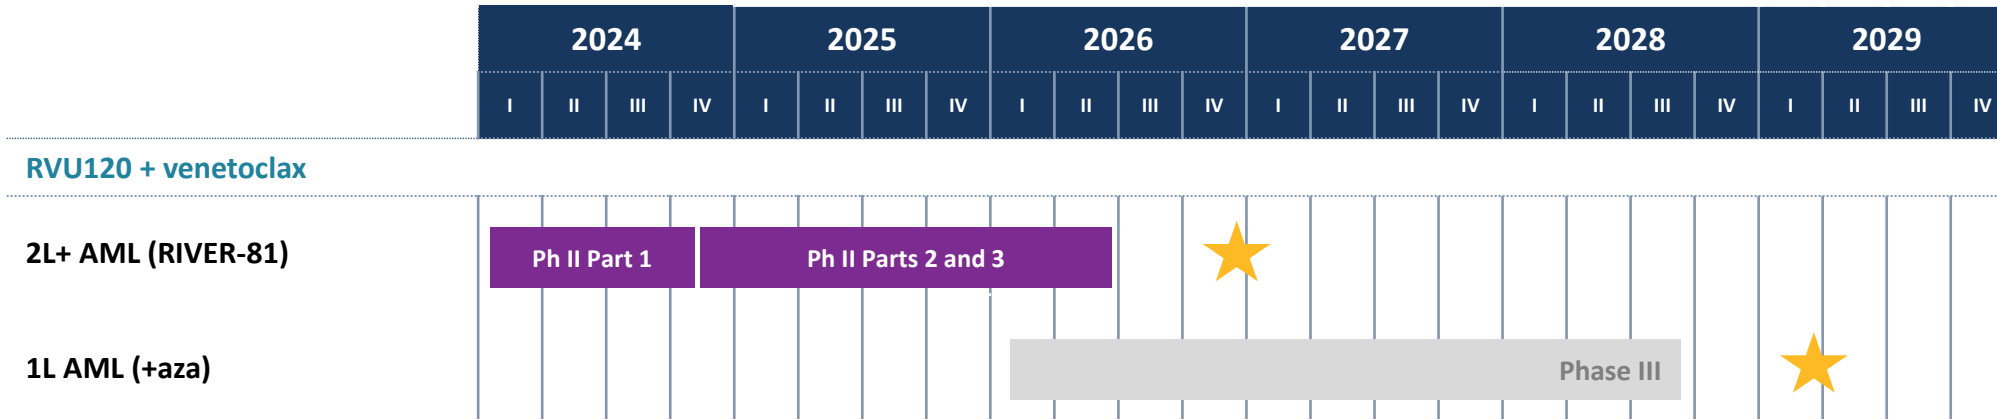 2024 2025 2026 2027 2028 2029
I II III IV I II III IV I II III IV I II III IV I II III IV I II III IV
RVU120 + venetoclax
2L+ AML (RIVER-81) Ph II Part 1 Ph II Parts 2 and 3
1L AML (+aza) Phase III